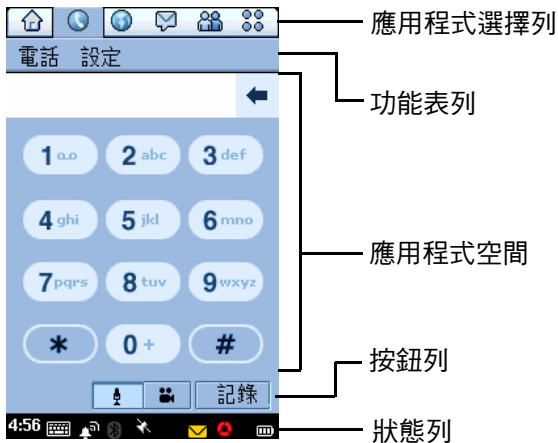 應用程式選擇列
電話 設定
功能表列
1 2 abc 3 def
4 ghi 5 jkl 6 mno
應用程式空間
7 pqrs 8 tuv 9 wxyz
* 0 + #
按鈕列
記錄
4:56
狀態列